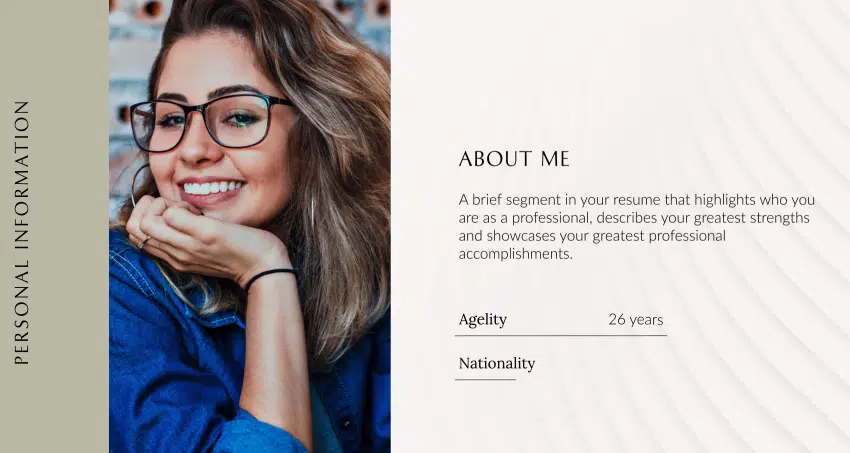 PERSONAL INFORMATION
ABOUT ME
A brief segment in your resume that highlights who you
are as a professional, describes your greatest strengths
and showcases your greatest professional
accomplishments.
Agelity 26 years
Nationality